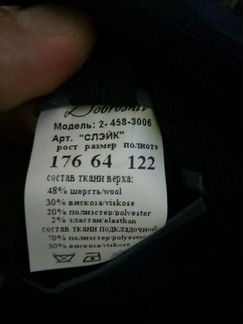 Dobroshiv
Модель: 2-458-3006
Арт. "СЛЭЙК"
рост размер полнота
176 64 122
состав ткани верха:
48% шерсть/wool
30% вискоза/viskose
20% полиэстер/polyester
2% эластан/elasthan
состав ткани подкладочной
70% полиэстер/polyester
30% вискоза/viskose